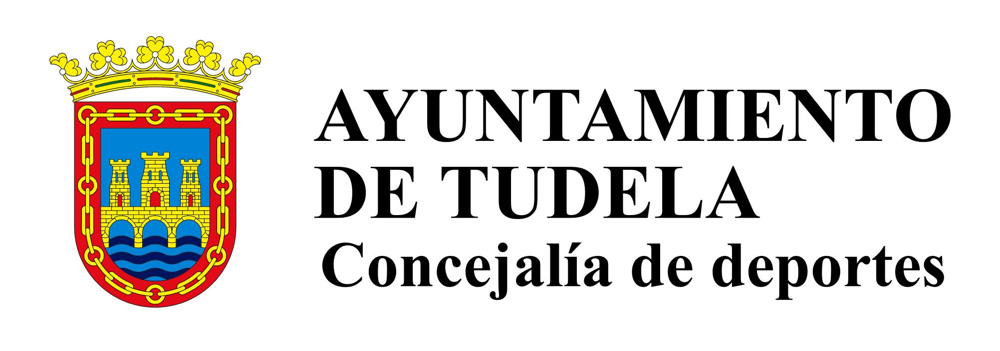 AYUNTAMIENTO
DE TUDELA
Concejalía de deportes